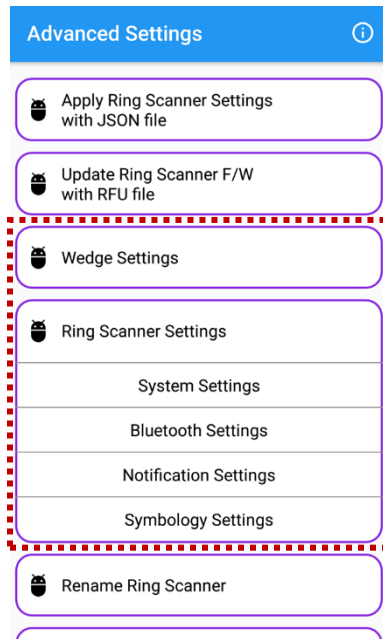 Advanced Settings
Apply Ring Scanner Settings
with JSON file
Update Ring Scanner F/W
with RFU file
Wedge Settings
Ring Scanner Settings
System Settings
Bluetooth Settings
Notification Settings
Symbology Settings
Rename Ring Scanner